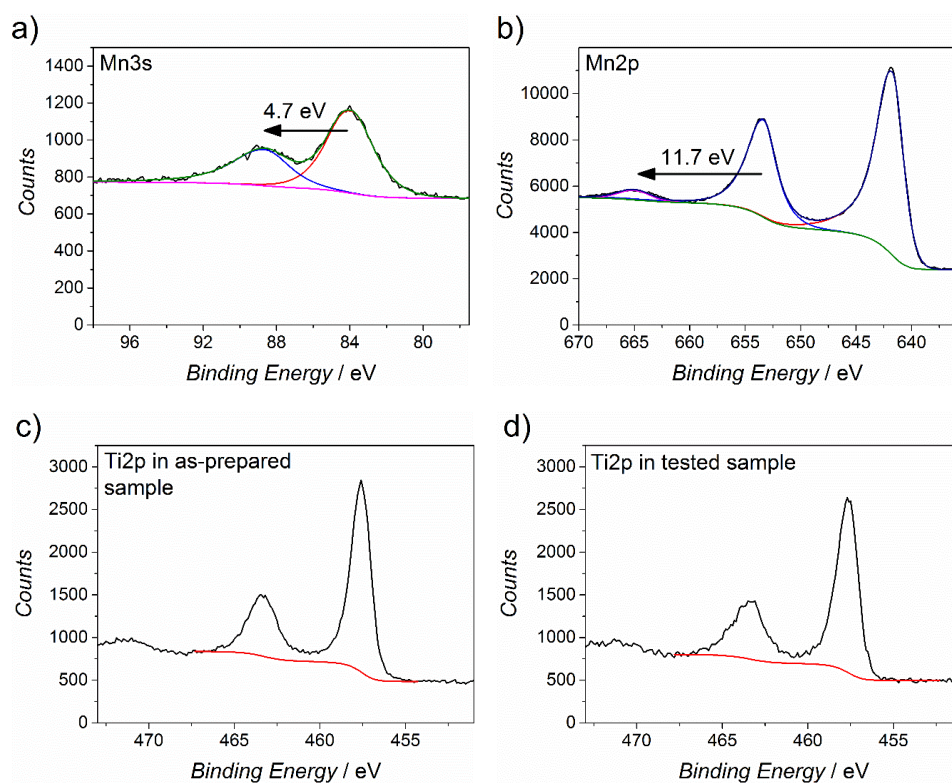 a)
Mn3s
4.7 eV
1400
1200
1000
800
600
400
200
0
96 92 88 84 80
Counts
Binding Energy / eV
b)
Mn2p
11.7 eV
10000
8000
6000
4000
2000
0
670 665 660 655 650 645 640
Counts
Binding Energy / eV
c)
Ti2p in as-prepared
sample
3000
2500
2000
1500
1000
500
0
470 465 460 455
Counts
Binding Energy / eV
d)
Ti2p in tested sample
3000
2500
2000
1500
1000
500
0
470 465 460 455
Counts
Binding Energy / eV